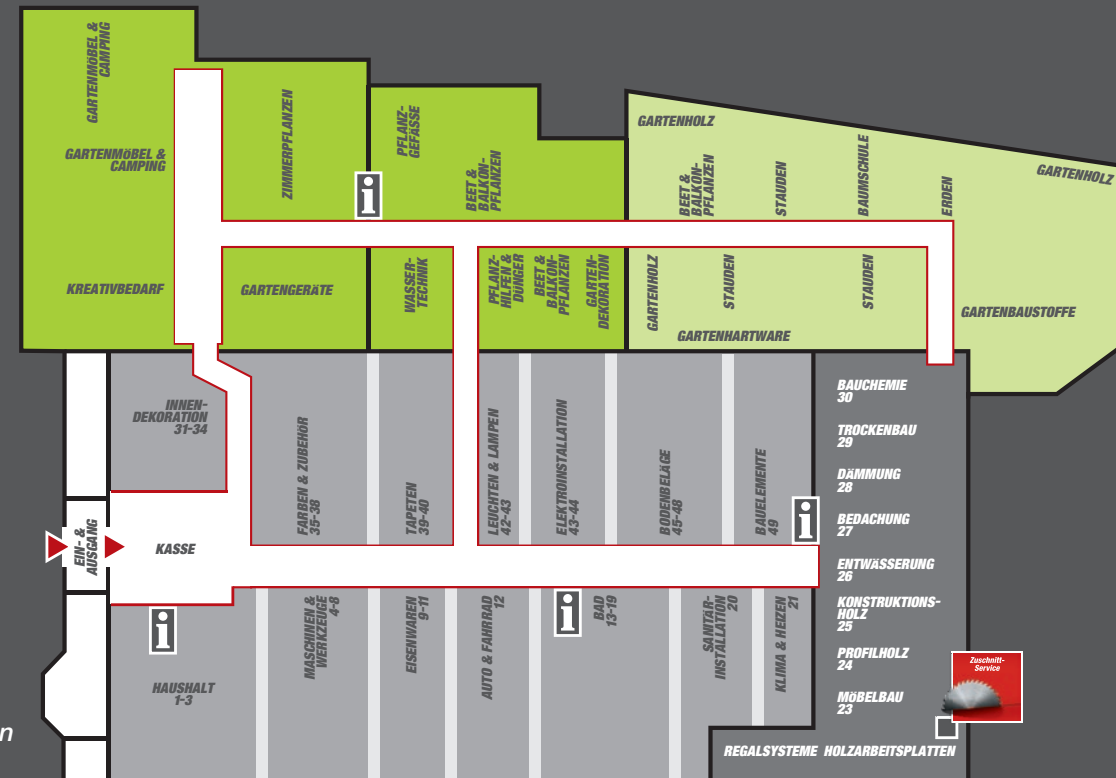 GARTENMÖBEL &
CAMPING
GARTENMÖBEL &
CAMPING
ZIMMERPFLANZEN
PFLANZ-
GEFÄSSE
BEET &
BALKON-
PFLANZEN
GARTENHOLZ
BEET &
BALKON-
PFLANZEN
STAUDEN
BAUMSCHULE
ERDEN
GARTENHOLZ
i
KREATIVBEDARF
GARTENGERÄTE
WASSER-
TECHNIK
PFLANZ-
HILFEN &
DÜNGER
BEET &
BALKON-
PFLANZEN
GARTEN-
DEKORATION
GARTENHOLZ
STAUDEN
STAUDEN
GARTENHARTWARE
GARTENBAUSTOFFE
INNEN-
DEKORATION
31-34
FARBEN & ZUBEHÖR
35-38
TAPETEN
39-40
LEUCHTEN & LAMPEN
42-43
ELEKTROINSTALLATION
43-44
BODENBELÄGE
45-48
BAUELEMENTE
49
i
BAUCHEMIE
30
TROCKENBAU
29
DÄMMUNG
28
BEDACHUNG
27
ENTWÄSSERUNG
26
KONSTRUKTIONS-
HOLZ
25
PROFILHOLZ
24
MÖBELBAU
23
EIN- &
AUSGANG
KASSE
i
HAUSHALT
1-3
MASCHINEN &
WERKZEUGE
4-8
EISENWAREN
9-11
AUTO & FAHRRAD
12
i
BAD
13-19
SANITÄR-
INSTALLATION
20
KLIMA & HEIZEN
21
Zuschnitt-
Service
REGALSYSTEME HOLZARBEITSPLATTEN
n